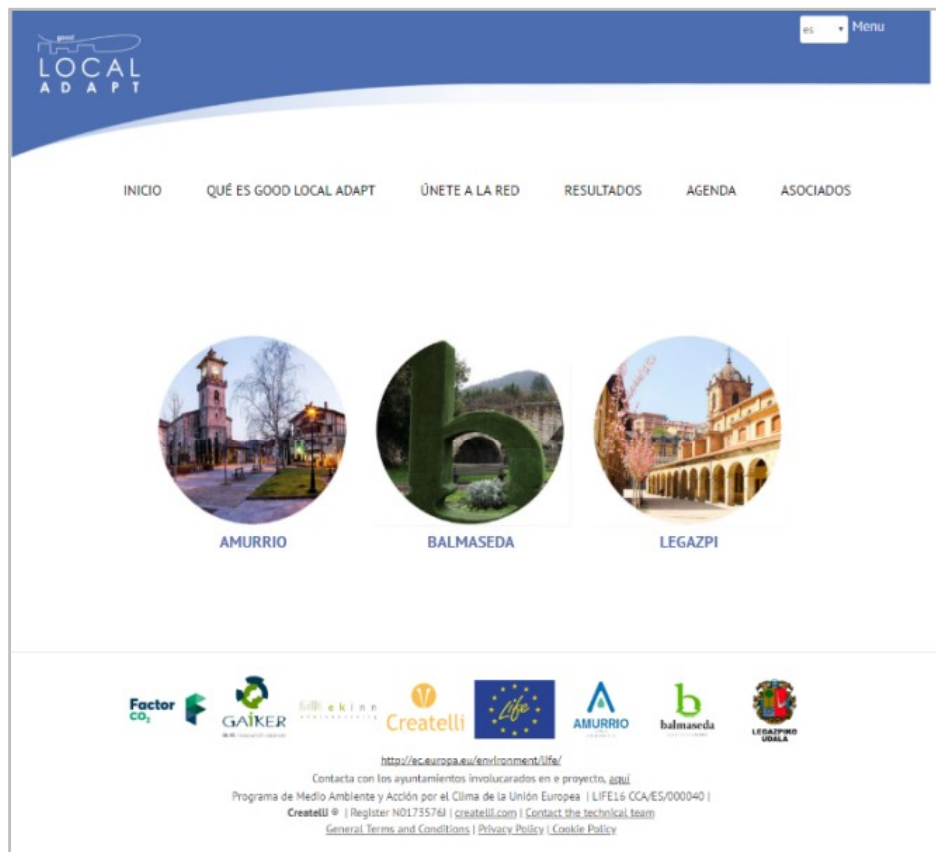 es Menu
good
LOCAL
ADAPT
INICIO QUÉ ES GOOD LOCAL ADAPT ÚNETE A LA RED RESULTADOS AGENDA ASOCIADOS
b
AMURRIO BALMASEDA LEGAZPI
Factor
CO₂
GAIKER
ekinn
Createlli
Life
AMURRIO
b
balmaseda
LEGAZPIKO
UDALA
http://ec.europa.eu/environment/life/
Contacta con los ayuntamientos involucarados en e proyecto, aquí
Programa de Medio Ambiente y Acción por el Clima de la Unión Europea | LIFE16 CCA/ES/000040 |
Createlli ® | Register N0173576J | createlli.com | Contact the technical team
General Terms and Conditions | Privacy Policy | Cookie Policy